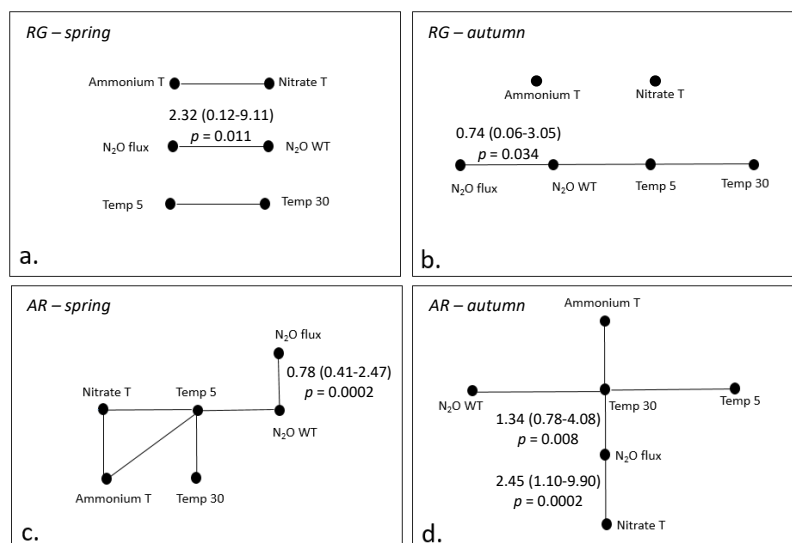 RG – spring
Ammonium T
Nitrate T
2.32 (0.12-9.11)
p = 0.011
N₂O flux
N₂O WT
Temp 5
Temp 30
a.
RG – autumn
Ammonium T
Nitrate T
0.74 (0.06-3.05)
p = 0.034
N₂O flux
N₂O WT
Temp 5
Temp 30
b.
AR – spring
N₂O flux
0.78 (0.41-2.47)
p = 0.0002
Nitrate T
Temp 5
N₂O WT
Ammonium T
Temp 30
c.
AR – autumn
Ammonium T
N₂O WT
Temp 30
Temp 5
1.34 (0.78-4.08)
p = 0.008
N₂O flux
2.45 (1.10-9.90)
p = 0.0002
Nitrate T
d.